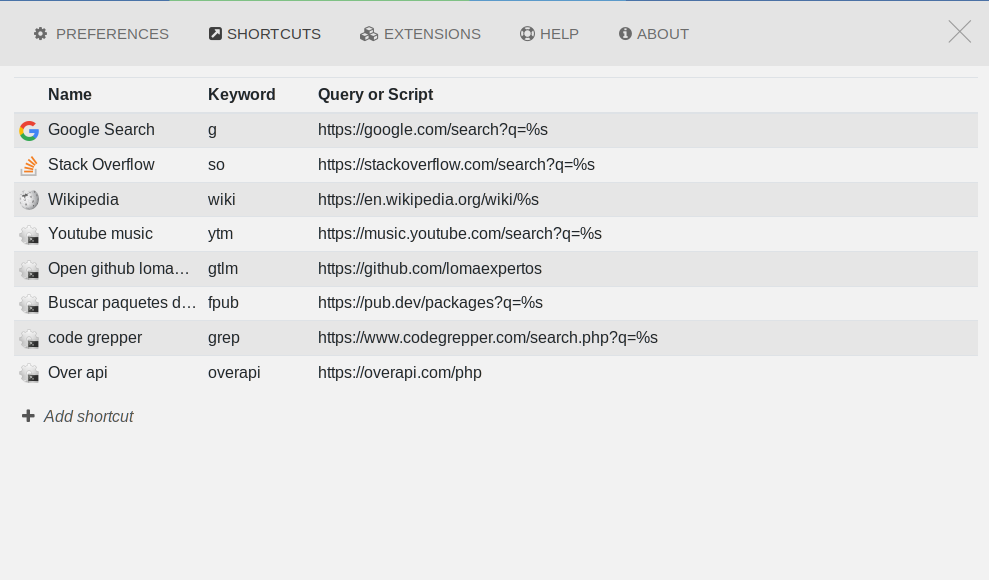 PREFERENCES SHORTCUTS EXTENSIONS HELP ABOUT
Name Keyword Query or Script
Google Search g https://google.com/search?q=%s
Stack Overflow so https://stackoverflow.com/search?q=%s
Wikipedia wiki https://en.wikipedia.org/wiki/%s
Youtube music ytm https://music.youtube.com/search?q=%s
Open github loma… gtlm https://github.com/lomaexpertos
Buscar paquetes d… fpub https://pub.dev/packages?q=%s
code grepper grep https://www.codegrepper.com/search.php?q=%s
Over api overapi https://overapi.com/php
Add shortcut